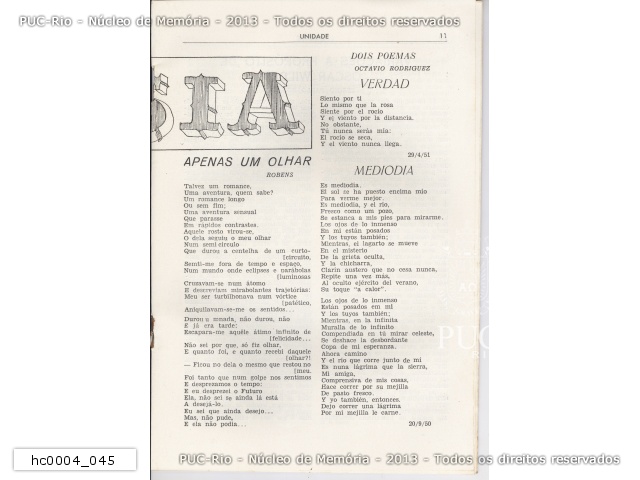 PUC-Rio - Núcleo de Memória - 2013 - Todos os direitos reservados
UNIDADE 11
SIA
APENAS UM OLHAR
ROBENS
Talvez um romance,
Uma aventura, quem sabe?
Um romance longo
Ou sem fim;
Uma aventura sensual
Que parasse
Em rápidos contrastes.
Aquele rosto virou-se,
O dela seguiu o meu olhar
Num semi-círculo
Que durou a centelha de um curto-
[circuito,
Senti-me fora de tempo e espaço,
Num mundo onde eclipses e parábolas
[luminosas
Cruzavam-se num átomo
E descreviam mirabolantes trajetórias:
Meu ser turbilhonava num vórtice
[patético,
Aniquilavam-se-me os sentidos...
Durou um nada, não durou, não
E já era tarde:
Escapara-me aquêle átimo infinito de
[felicidade...
Não sei por que, só fiz olhar,
E quanto foi, e quanto recebi daquele
[olhar?!
— Ficou no dela o mesmo que restou no
[meu.
Foi tanto que num golpe nos sentimos
E desprezamos o tempo:
E eu desprezei o Futuro
Ela, não sei se ainda lá está
A desejá-lo.
Eu sei que ainda desejo...
Mas, não pude,
E ela não podia...
DOIS POEMAS
OCTAVIO RODRIGUEZ
VERDAD
Siento por ti
Lo mismo que la rosa
Siente por el rocío
Y el viento por la distancia.
No obstante,
Tú nunca serás mía:
El rocío se seca,
Y el viento nunca llega.
29/4/51
MEDIODIA
Es mediodía.
El sol se ha puesto encima mío
Para verme mejor.
Es mediodía, y el río,
Fresco como un pozo,
Se estanca a mis pies para mirarme.
Los ojos de lo inmenso
En mí están posados
Y los tuyos también;
Mientras, el lagarto se mueve
En el misterio
De la grieta oculta,
Y la chicharra,
Clarín austero que no cesa nunca,
Repite una vez más,
Al oculto ejército del verano,
Su toque "a calor".
Los ojos de lo inmenso
Están posados en mí
Y los tuyos también;
Mientras, en la infinita
Muralla de lo infinito
Compendiada en tú mirar celeste,
Se deshace la desbordante
Copa de mi esperanza.
Ahora camino
Y el río que corre junto de mí
Es nuna lágrima que la sierra,
Mi amiga,
Comprensiva de mis cosas,
Hace correr por su mejilla
De pasto fresco.
Y yo también, entonces.
Dejo correr una lágrima
Por mi mejilla de carne.
20/9/50
hc0004_045
PUC-Rio - Núcleo de Memória - 2013 - Todos os direitos reservados